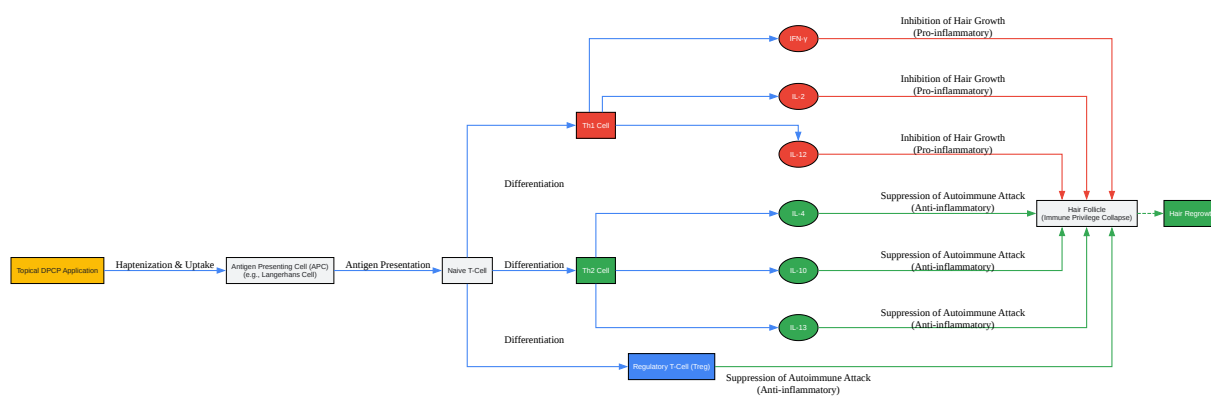 Inhibition of Hair Growth
(Pro-inflammatory)
IFN-γ
Inhibition of Hair Growth
(Pro-inflammatory)
IL-2
Th1 Cell
Inhibition of Hair Growth
(Pro-inflammatory)
IL-12
Differentiation
Suppression of Autoimmune Attack
(Anti-inflammatory)
IL-4
Hair Follicle
(Immune Privilege Collapse)
Hair Regrow
Topical DPCP Application
Haptenization & Uptake
Antigen Presenting Cell (APC)
(e.g., Langerhans Cell)
Antigen Presentation
Naive T-Cell
Differentiation
Th2 Cell
IL-10
Suppression of Autoimmune Attack
(Anti-inflammatory)
IL-13
Suppression of Autoimmune Attack
(Anti-inflammatory)
Differentiation
Regulatory T-Cell (Treg)
Suppression of Autoimmune Attack
(Anti-inflammatory)